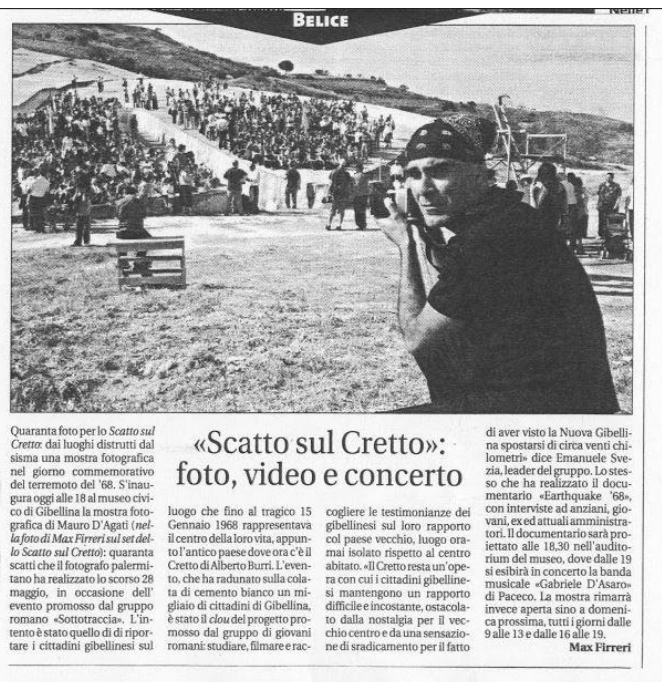 BELICE
Quaranta foto per lo Scatto sul
Cretto: dai luoghi distrutti dal
sisma una mostra fotografica
nel giorno commemorativo
del terremoto del '68. S'inau-
gura oggi alle 18 al museo civi-
co di Gibellina la mostra foto-
grafica di Mauro D'Agati (nel-
la foto di Max Firreri sul set del-
lo Scatto sul Cretto): quaranta
scatti che il fotografo palermi-
tano ha realizzato lo scorso 28
maggio, in occasione dell'
evento promosso dal gruppo
romano «Sottotraccia». L'in-
tento è stato quello di di ripor-
tare i cittadini gibellinesi sul
«Scatto sul Cretto»:
foto, video e concerto
luogo che fino al tragico 15
Gennaio 1968 rappresentava
il centro della loro vita, appun-
to l'antico paese dove ora c'è il
Cretto di Alberto Burri. L'even-
to, che ha radunato sulla cola-
ta di cemento bianco un mi-
gliaio di cittadini di Gibellina,
è stato il clou del progetto pro-
mosso dal gruppo di giovani
romani: studiare, filmare e rac-
cogliere le testimonianze dei
gibellinesi sul loro rapporto
col paese vecchio, luogo ora-
mai isolato rispetto al centro
abitato. «Il Cretto resta un'ope-
ra con cui i cittadini gibelline-
si mantengono un rapporto
difficile e incostante, ostacola-
to dalla nostalgia per il vec-
chio centro e da una sensazio-
ne di sradicamento per il fatto
di aver visto la Nuova Gibelli-
na spostarsi di circa venti chi-
lometri» dice Emanuele Sve-
zia, leader del gruppo. Lo stes-
so che ha realizzato il docu-
mentario «Earthquake '68»,
con interviste ad anziani, gio-
vani, ex ed attuali amministra-
tori. Il documentario sarà pro-
iettato alle 18,30 nell'audito-
rium del museo, dove dalle 19
si esibirà in concerto la banda
musicale «Gabriele D'Asaro»
di Paceco. La mostra rimarrà
invece aperta sino a domeni-
ca prossima, tutti i giorni dalle
9 alle 13 e dalle 16 alle 19.
Max Firreri